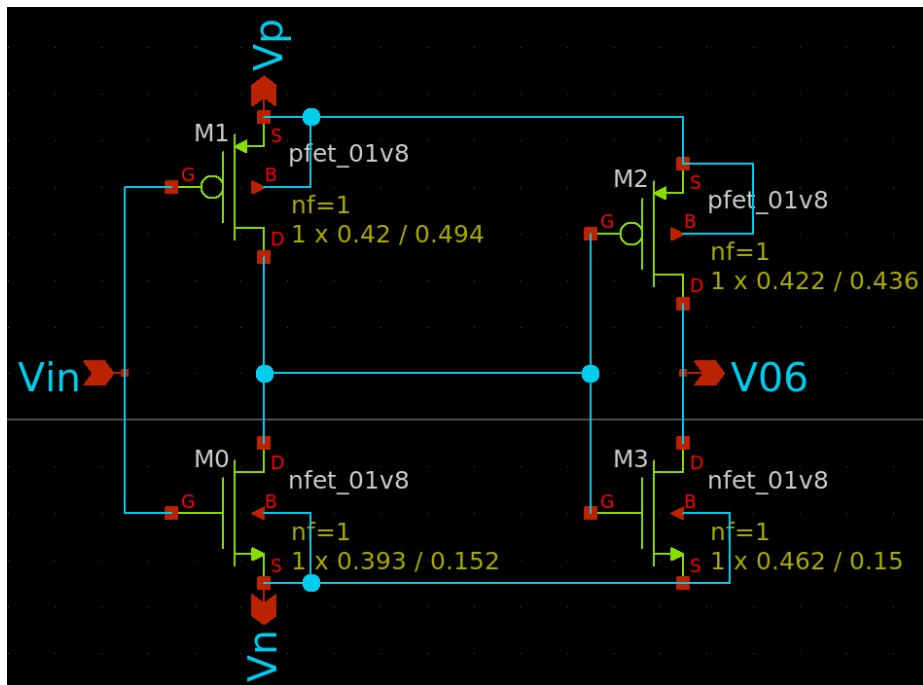 Vp
M1
S
pfet_01v8
G
B
nf=1
1 x 0.42 / 0.494
D
M2
S
pfet_01v8
G
B
nf=1
1 x 0.422 / 0.436
D
Vin
V06
M0
D
nfet_01v8
G
B
nf=1
1 x 0.393 / 0.152
S
M3
D
nfet_01v8
G
B
nf=1
1 x 0.462 / 0.15
S
Vn